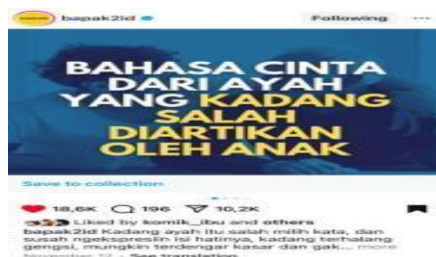 bapak2id
Following
BAHASA CINTA
DARI AYAH
YANG KADANG
SALAH
DIARTIKAN
OLEH ANAK
Save to collection
18,6K 196 10,2K
Liked by komik_ibu and others
bapak2id Kadang ayah itu salah milih kata, dan
susah ngekspresiin isi hatinya, kadang terhalang
gengsi, mungkin terdengar kasar dan gak... more
November 12 · See translation